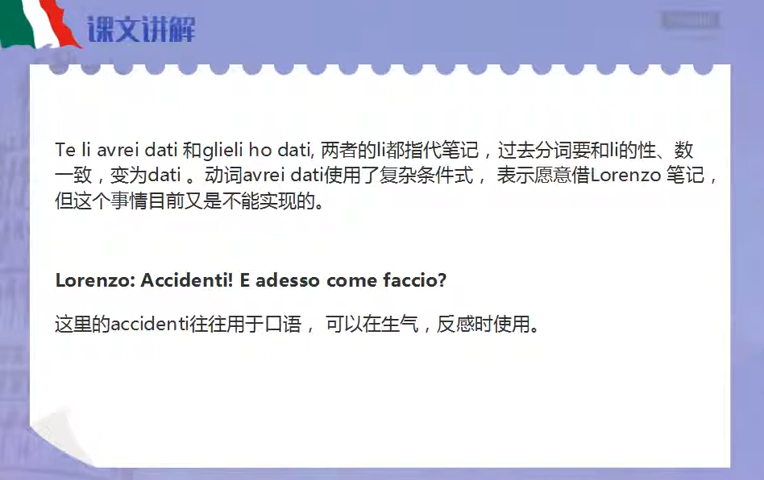 课文讲解
Te li avrei dati 和glieli ho dati, 两者的li都指代笔记，过去分词要和li的性、数
一致，变为dati 。动词avrei dati使用了复杂条件式， 表示愿意借Lorenzo 笔记，
但这个事情目前又是不能实现的。
Lorenzo: Accidenti! E adesso come faccio?
这里的accidenti往往用于口语， 可以在生气，反感时使用。